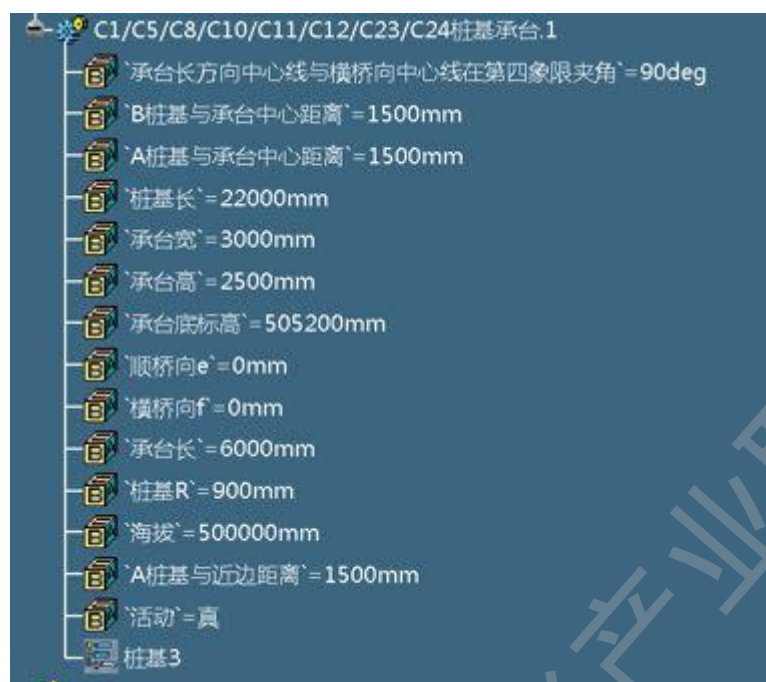 C1/C5/C8/C10/C11/C12/C23/C24桩基承台.1
`承台长方向中心线与横桥向中心线在第四象限夹角`=90deg
`B桩基与承台中心距离`=1500mm
`A桩基与承台中心距离`=1500mm
`桩基长`=22000mm
`承台宽`=3000mm
`承台高`=2500mm
`承台底标高`=505200mm
`顺桥向e`=0mm
`横桥向f`=0mm
`承台长`=6000mm
`桩基R`=900mm
`海拔`=500000mm
`A桩基与近边距离`=1500mm
`活动`=真
桩基3
产业